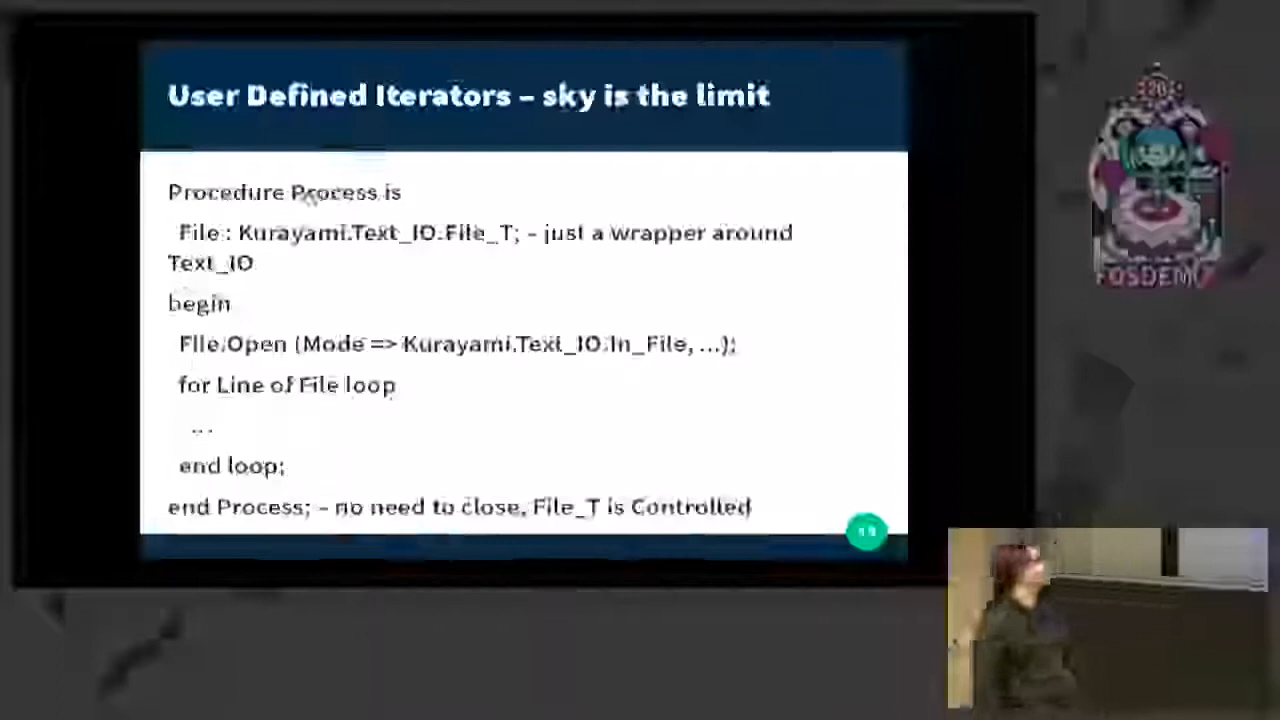 User Defined Iterators – sky is the limit
Procedure Process is
File : Kurayami.Text_IO.File_T; – just a wrapper around
Text_IO
begin
File.Open (Mode => Kurayami.Text_IO.In_File, ...);
for Line of File loop
...
end loop;
end Process; – no need to close, File_T is Controlled
FOSDEM